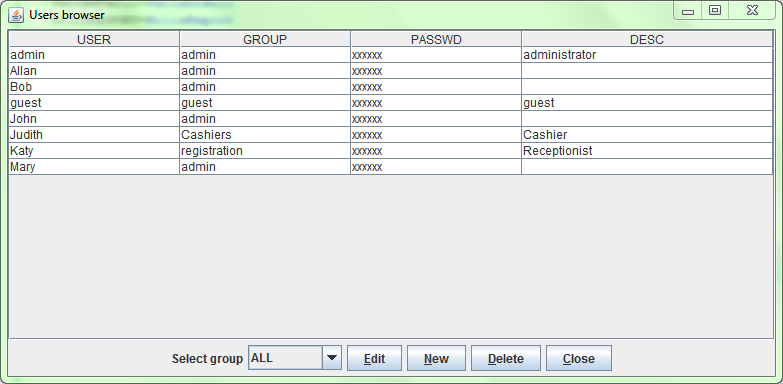 Users browser
USER GROUP PASSWD DESC
admin admin xxxxxx administrator
Allan admin xxxxxx
Bob admin xxxxxx
guest guest xxxxxx guest
John admin xxxxxx
Judith Cashiers xxxxxx Cashier
Katy registration xxxxxx Receptionist
Mary admin xxxxxx
Select group ALL Edit New Delete Close